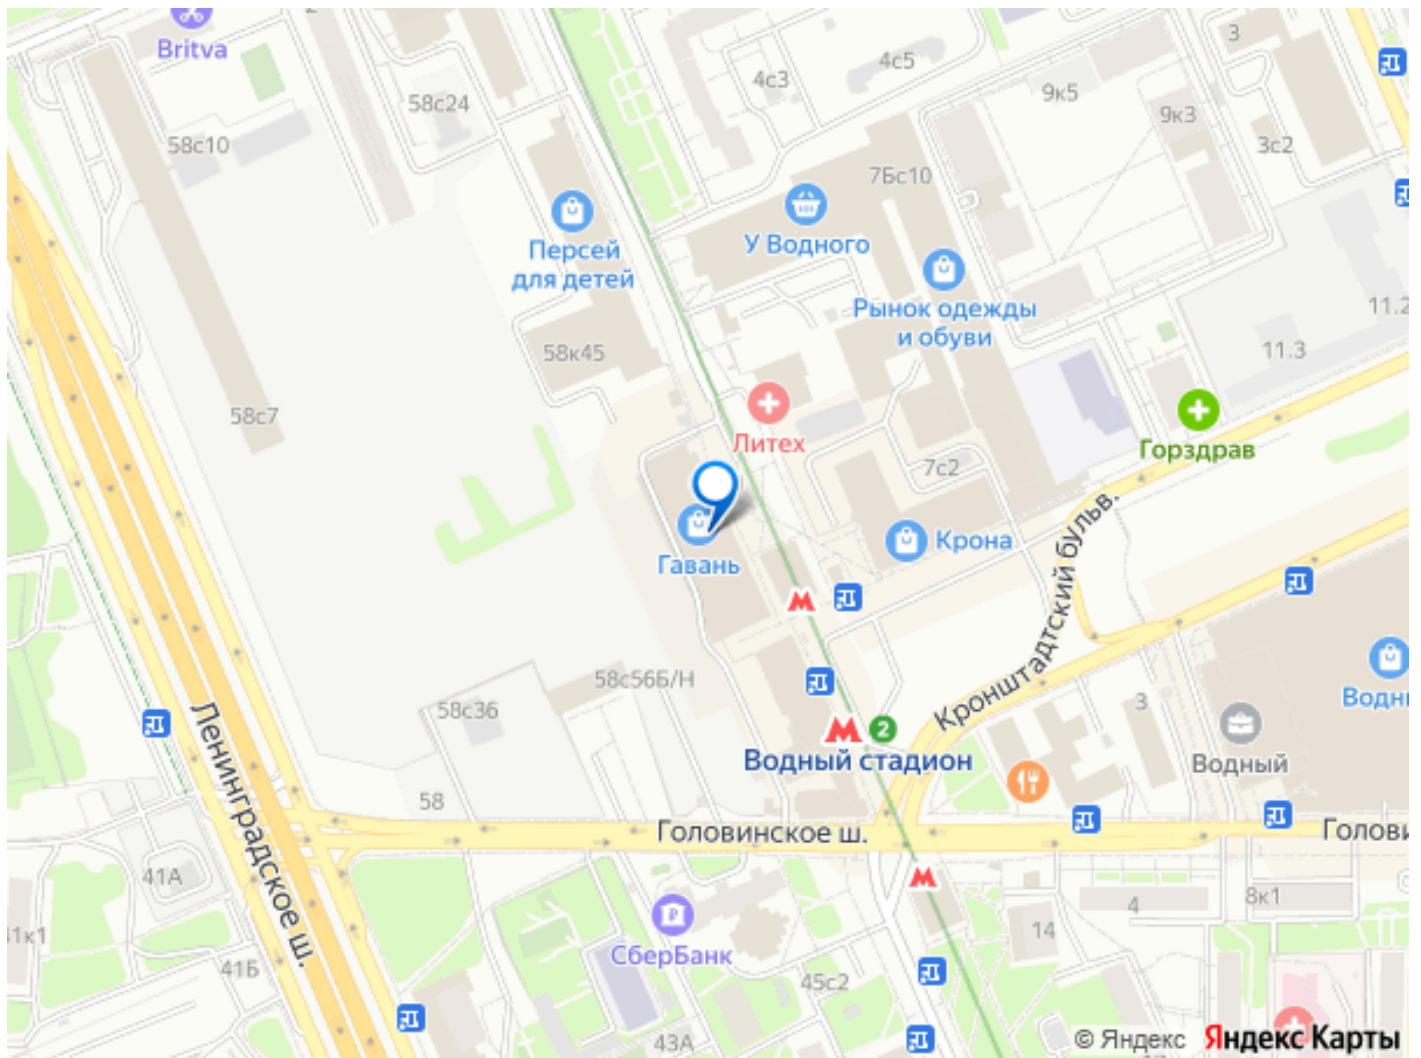 Britva
58с24
58с10
4с3
4с5
9к5
3
9к3
3с2
7Бс10
У Водного
Персей
для детей
Рынок одежды
и обуви
11.2
11.3
58к45
58с7
Литех
Горздрав
7с2
Гавань
Крона
Кронштадтский бульв.
58с56Б/Н
58с36
3
Водный
2
Водный стадион
Ленинградское ш.
58
Головинское ш.
41А
8к1
4
14
СберБанк
41Б
45с2
43А
© Яндекс Яндекс Карты